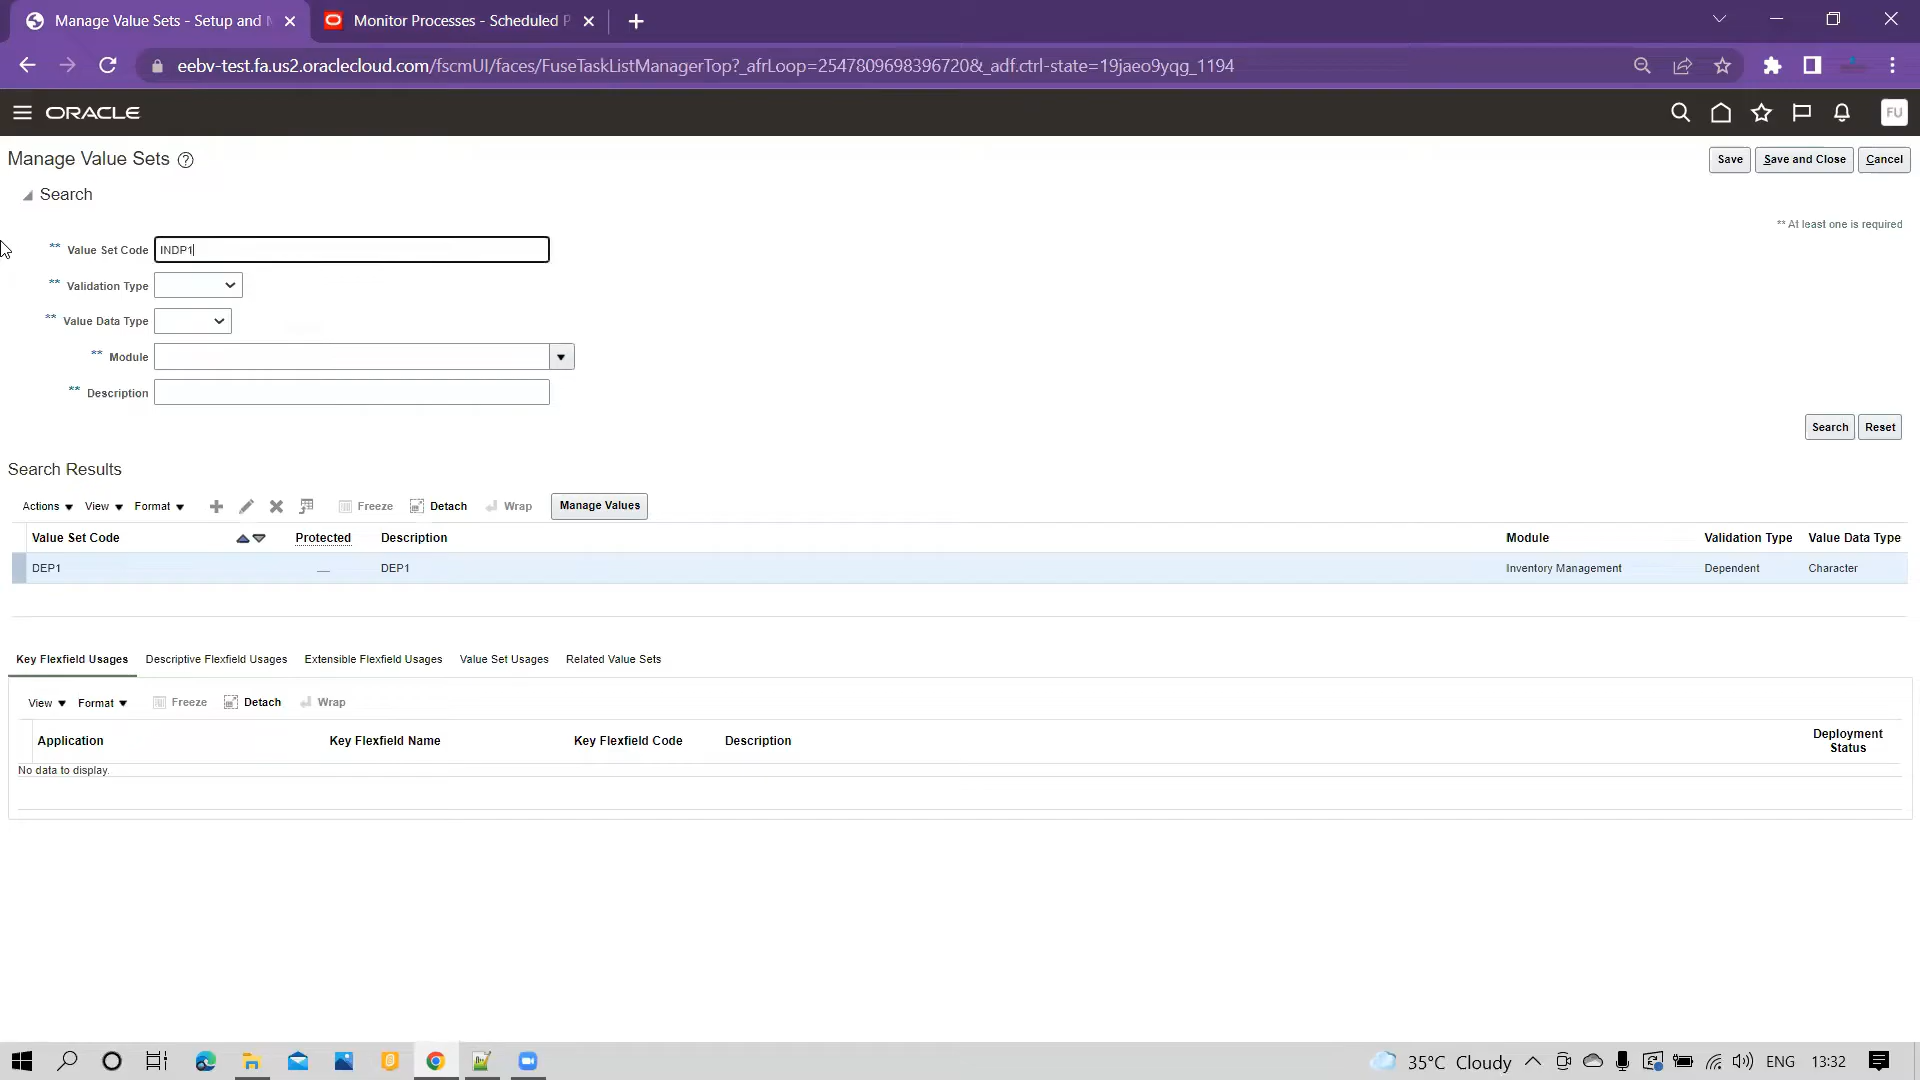 Manage Value Sets - Setup and M
Monitor Processes - Scheduled P
eebv-test.fa.us2.oraclecloud.com/fscmUI/faces/FuseTaskListManagerTop?_afrLoop=2547809698396720&_adf.ctrl-state=19jaeo9yqg_1194
ORACLE
FU
Manage Value Sets
Save
Save and Close
Cancel
Search
** At least one is required
** Value Set Code INDP1
** Validation Type
** Value Data Type
** Module
** Description
Search
Reset
Search Results
Actions View Format Freeze Detach Wrap Manage Values
Value Set Code Protected Description Module Validation Type Value Data Type
DEP1 — DEP1 Inventory Management Dependent Character
Key Flexfield Usages Descriptive Flexfield Usages Extensible Flexfield Usages Value Set Usages Related Value Sets
View Format Freeze Detach Wrap
Application Key Flexfield Name Key Flexfield Code Description Deployment Status
No data to display.
35°C Cloudy ENG 13:32